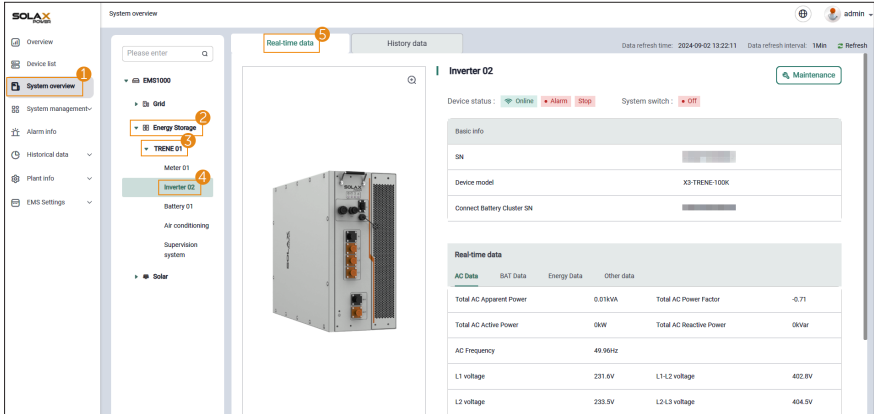 SOLAX
POWER
System overview
admin
Overview
Device list
System overview
1
System management
Alarm info
Historical data
Plant info
EMS Settings
Please enter
EMS1000
Grid
2
Energy Storage
3
TRENE 01
Meter 01
4
Inverter 02
Battery 01
Air conditioning
Supervision
system
Solar
5
Real-time data
History data
Data refresh time: 2024-09-02 13:22:11 Data refresh interval: 1Min Refresh
SOLAX
SOLAX
Inverter 02
Maintenance
Device status : Online Alarm Stop System switch : Off
Basic info
SN
Device model X3-TRENE-100K
Connect Battery Cluster SN
Real-time data
AC Data BAT Data Energy Data Other data
Total AC Apparent Power 0.01kVA Total AC Power Factor -0.71
Total AC Active Power 0kW Total AC Reactive Power 0kVar
AC Frequency 49.96Hz
L1 voltage 231.6V L1-L2 voltage 402.8V
L2 voltage 233.5V L2-L3 voltage 404.5V